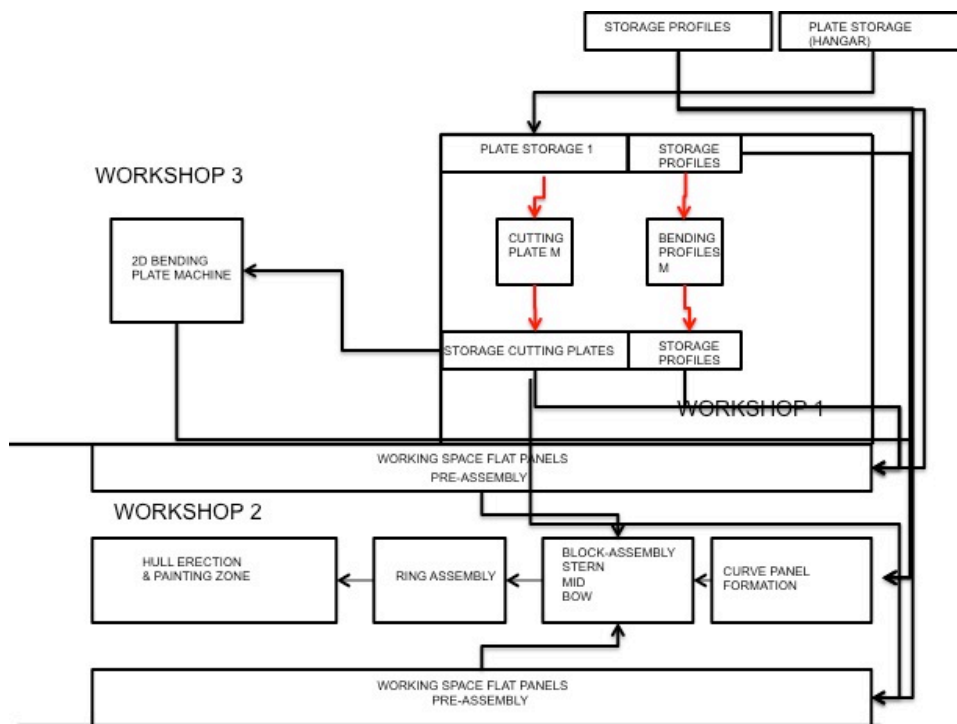 STORAGE PROFILES
PLATE STORAGE
(HANGAR)
PLATE STORAGE 1
STORAGE
PROFILES
WORKSHOP 3
CUTTING
PLATE M
BENDING
PROFILES
M
2D BENDING
PLATE MACHINE
STORAGE CUTTING PLATES
STORAGE
PROFILES
WORKSHOP 1
WORKING SPACE FLAT PANELS
PRE-ASSEMBLY
WORKSHOP 2
HULL ERECTION
& PAINTING ZONE
RING ASSEMBLY
BLOCK-ASSEMBLY
STERN
MID
BOW
CURVE PANEL
FORMATION
WORKING SPACE FLAT PANELS
PRE-ASSEMBLY